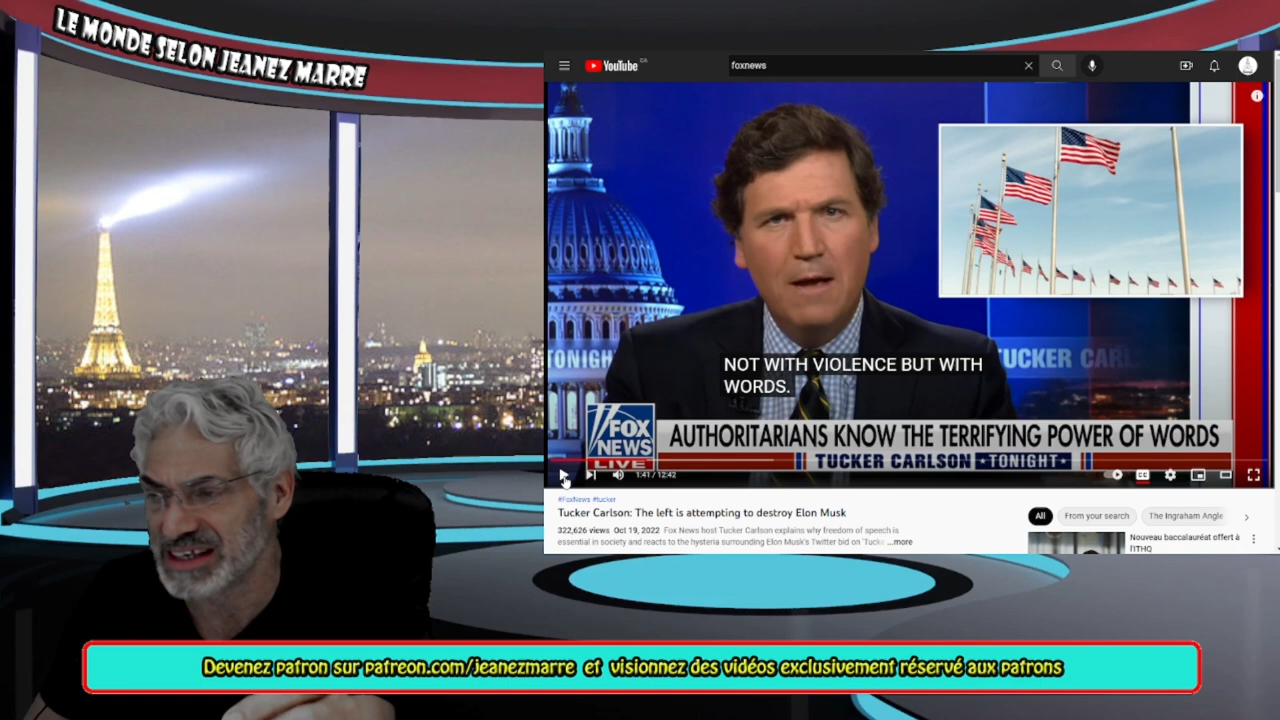 LE MONDE SELON JEANEZ MARRE
YouTube CA
foxnews
TONIGH
TUCKER CARL
NOT WITH VIOLENCE BUT WITH
WORDS.
FOX
NEWS
LIVE
AUTHORITARIANS KNOW THE TERRIFYING POWER OF WORDS
TUCKER CARLSON TONIGHT
1:41 / 12:42
CC
#FoxNews #tucker
Tucker Carlson: The left is attempting to destroy Elon Musk
322,626 views Oct 19, 2022 Fox News host Tucker Carlson explains why freedom of speech is
essential in society and reacts to the hysteria surrounding Elon Musk's Twitter bid on 'Tucke ...more
All
From your search
The Ingraham Angle
Nouveau baccalauréat offert à
l'ITHQ
Devenez patron sur patreon.com/jeanezmarre et visionnez des vidéos exclusivement réservé aux patrons